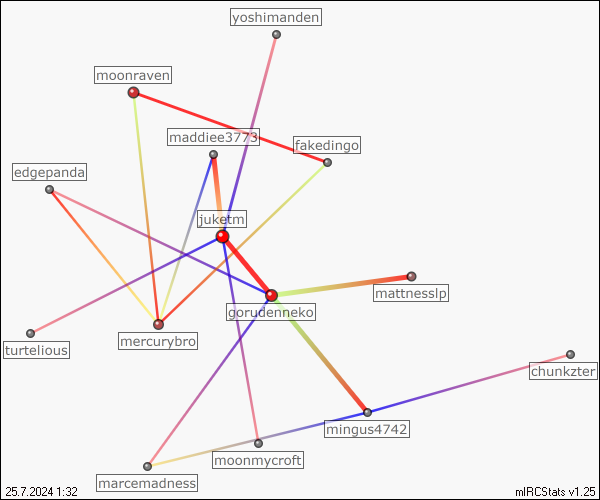 yoshimanden
moonraven
maddiee3773
fakedingo
edgepanda
juketm
mattnesslp
gorudenneko
mercurybro
turtelious
chunkzter
mingus4742
moonmycroft
marcemadness
25.7.2024 1:32
mIRCStats v1.25